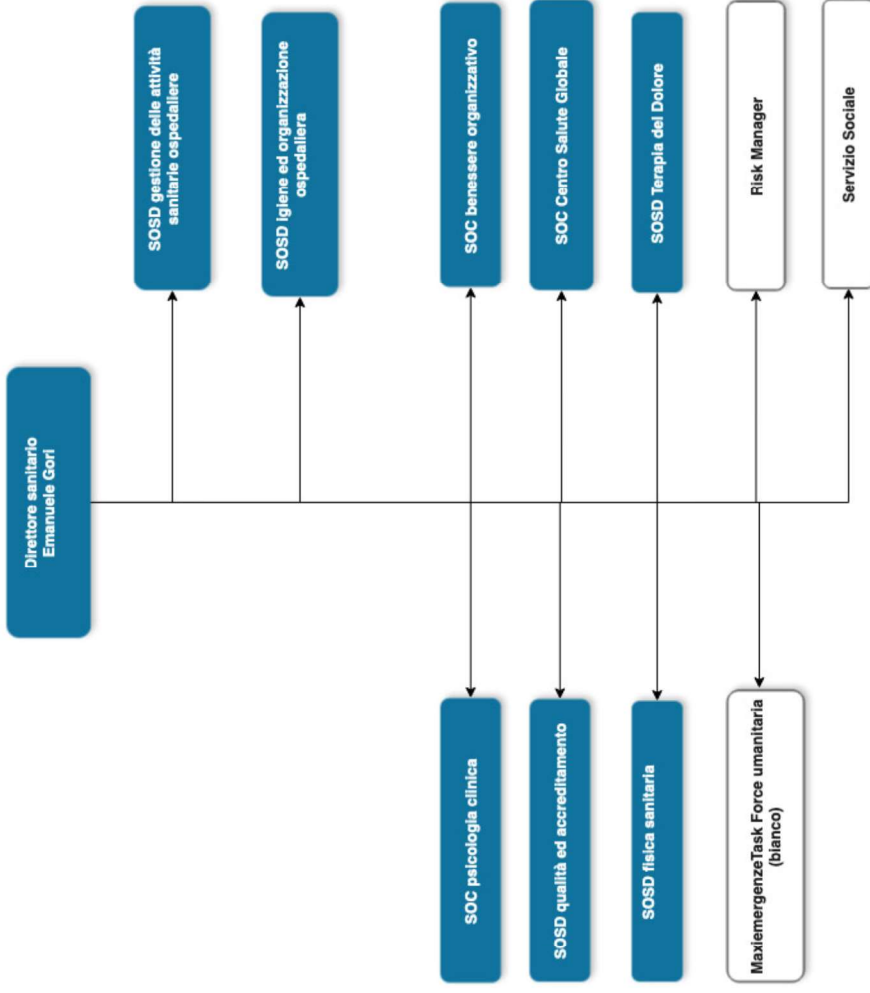 Direttore sanitario
Emanuele Gori
SOSD gestione delle attività
sanitarie ospedaliere
SOSD Igiene ed organizzazione
ospedaliera
SOC psicologia clinica
SOC benessere organizzativo
SOSD qualità ed accreditamento
SOC Centro Salute Globale
SOSD fisica sanitaria
SOSD Terapia del Dolore
MaxiemergenzeTask Force umanitaria
(bianco)
Risk Manager
Servizio Sociale